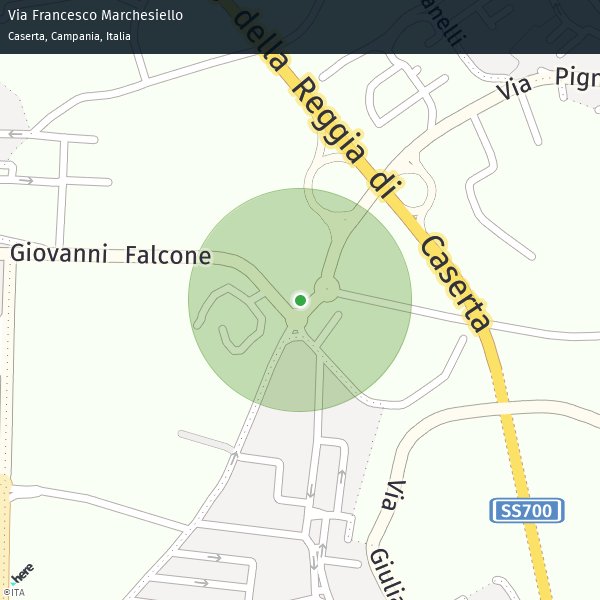 Via Francesco Marchesiello
Caserta, Campania, Italia
della Reggia di Caserta
Via Pign
Giovanni Falcone
SS700
Via
Giulia
here
©ITA